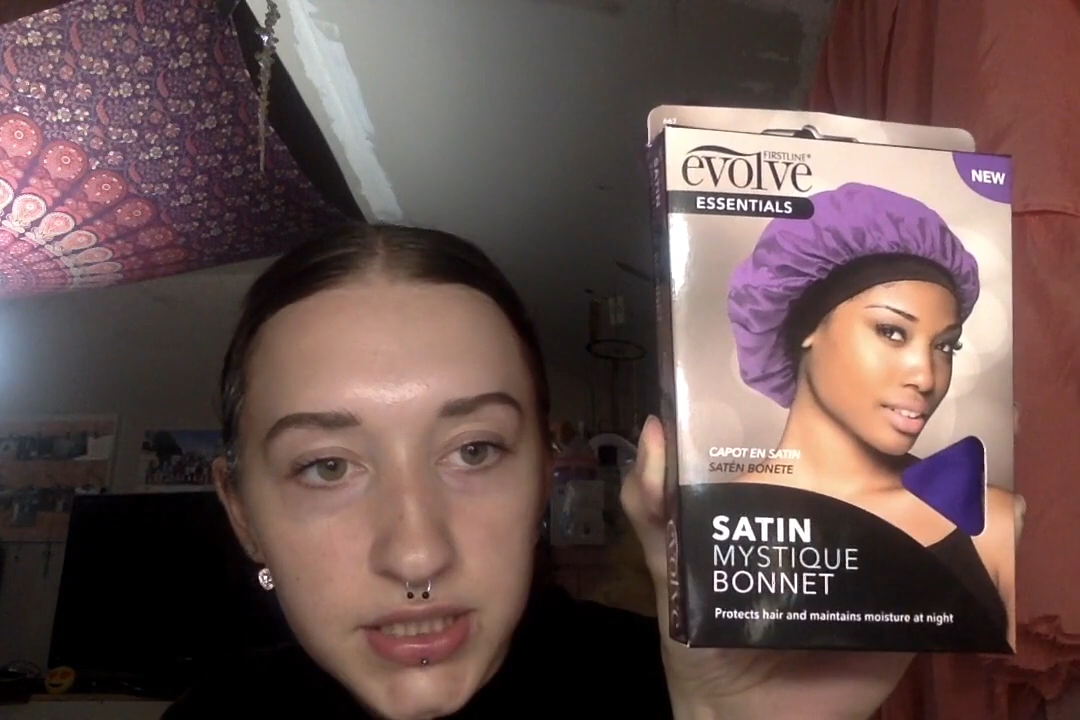 FIRSTLINE®
evolve
ESSENTIALS
NEW
CAPOT EN SATIN
SATÉN BONETE
SATIN
MYSTIQUE
BONNET
Protects hair and maintains moisture at night